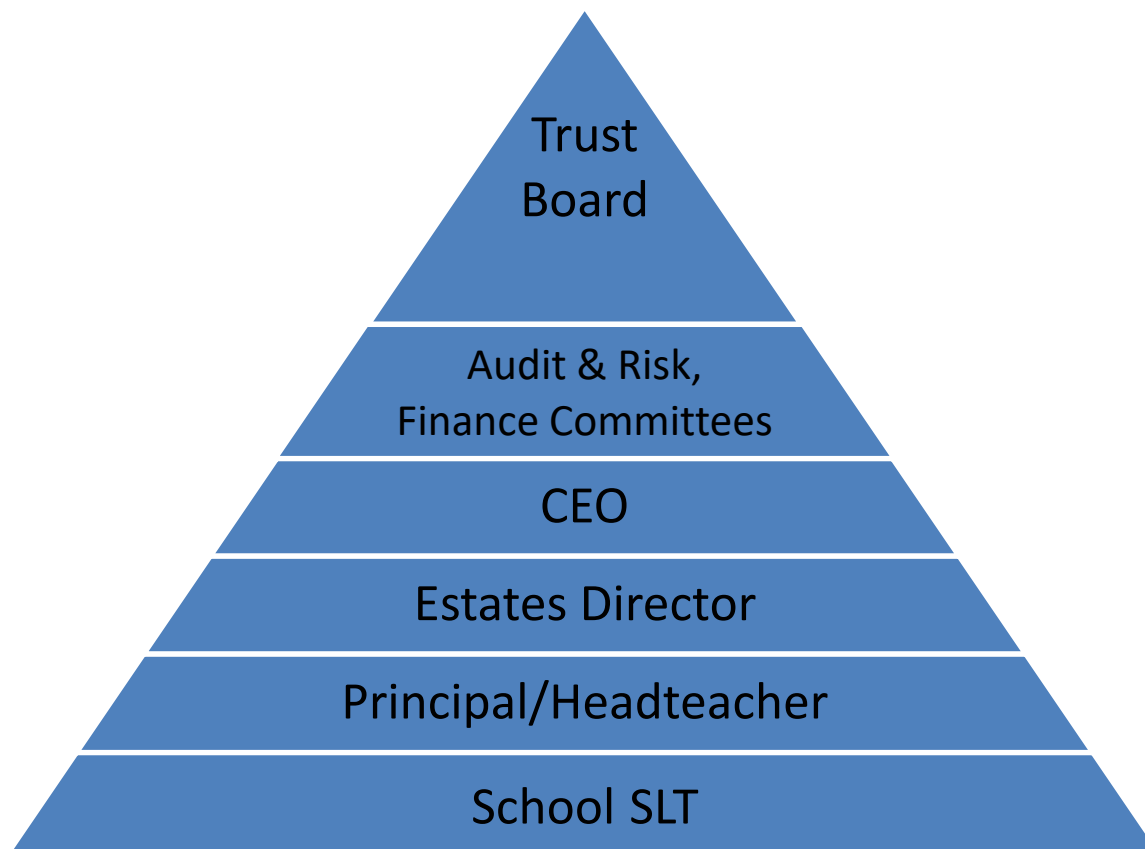 Trust
Board
Audit & Risk,
Finance Committees
CEO
Estates Director
Principal/Headteacher
School SLT